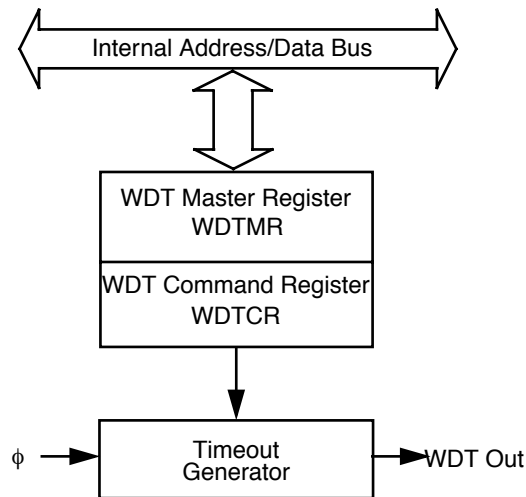 Internal Address/Data Bus
WDT Master Register
WDTMR
WDT Command Register
WDTCR
ϕ
Timeout
Generator
WDT Out